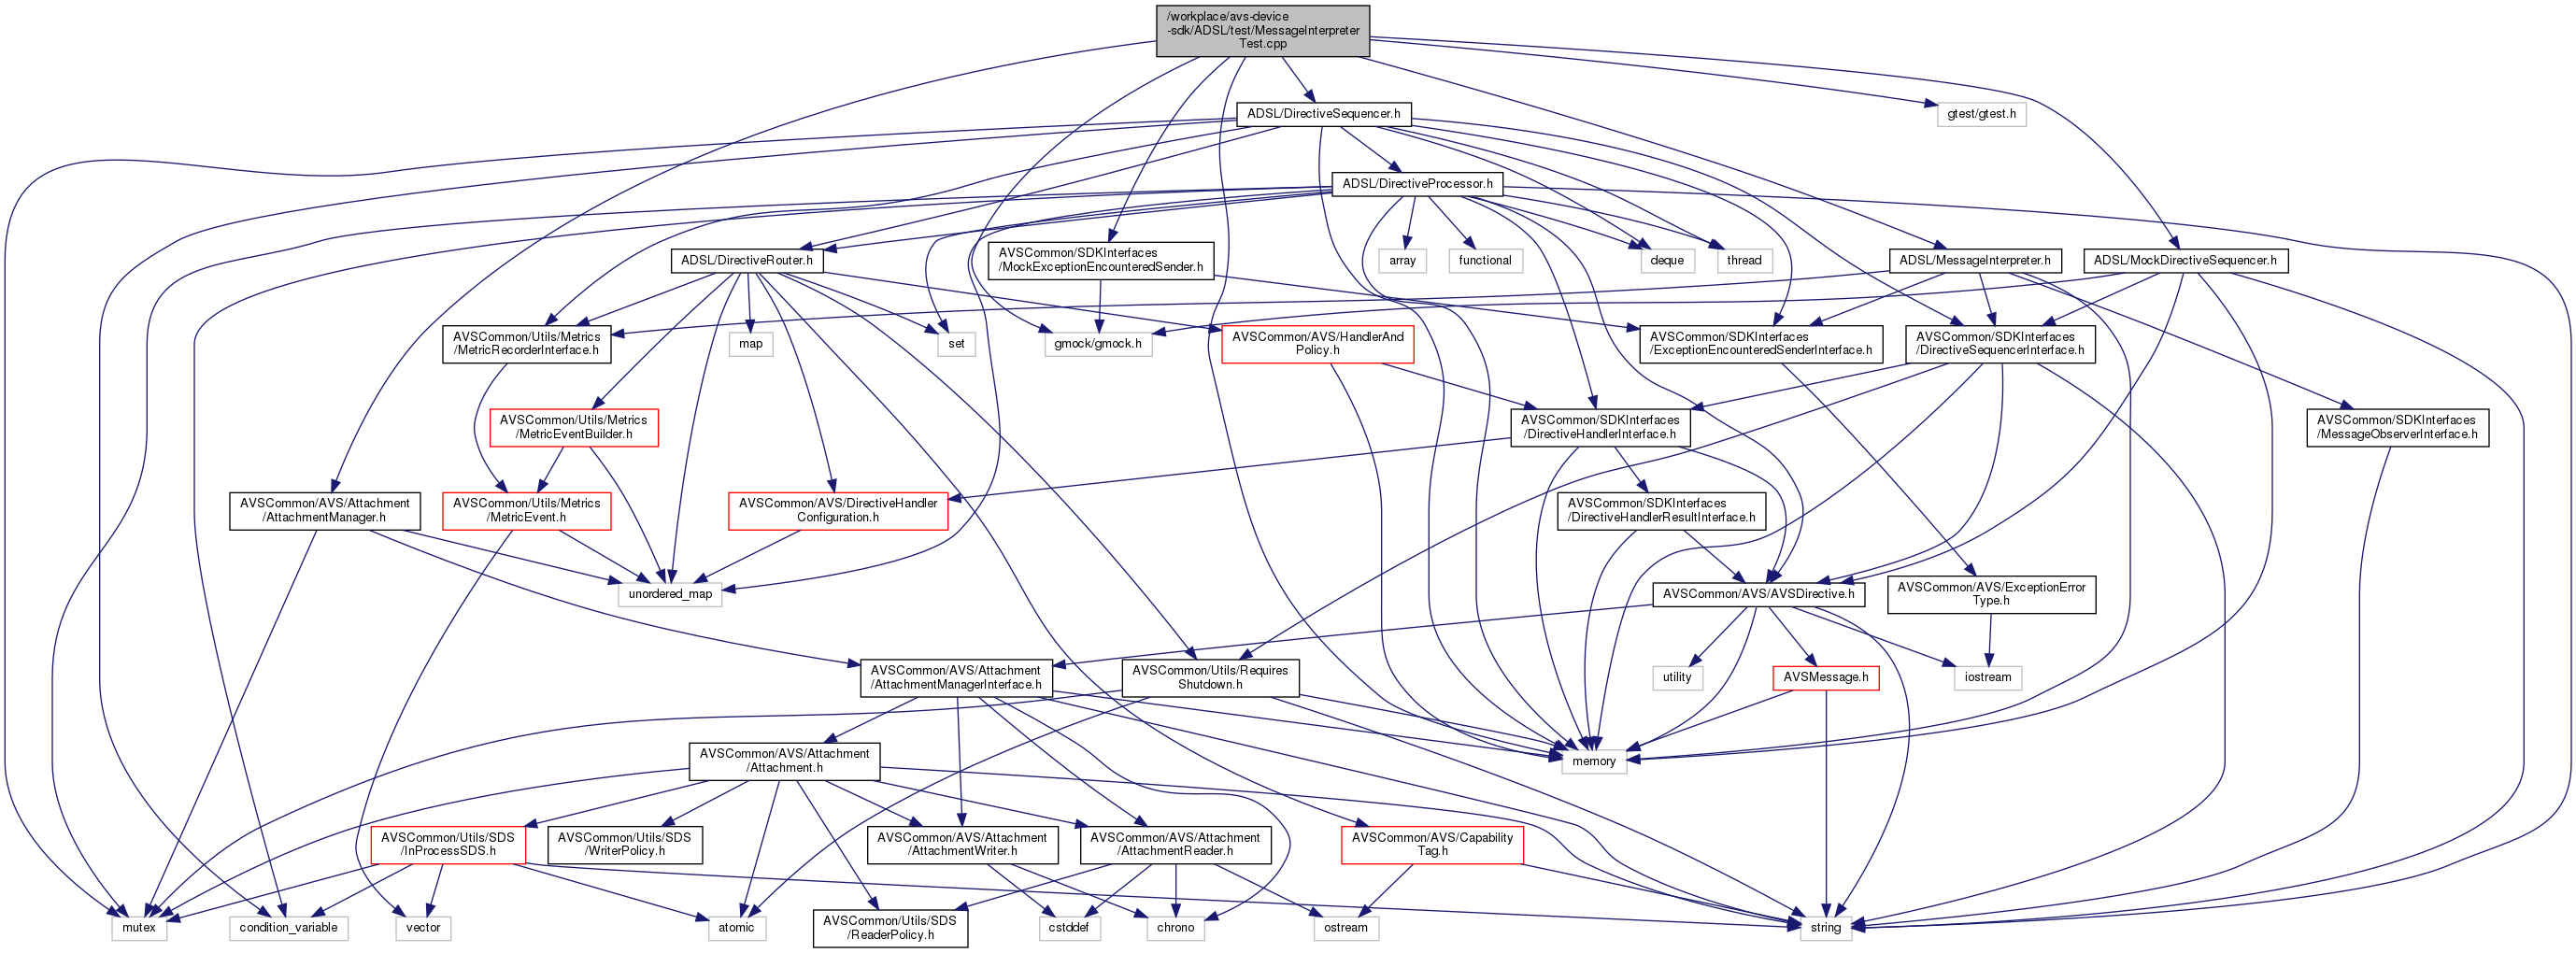 /workplace/avs-device
-sdk/ADSL/test/MessageInterpreter
Test.cpp
ADSL/DirectiveSequencer.h
gtest/gtest.h
ADSL/DirectiveProcessor.h
ADSL/DirectiveRouter.h
AVSCommon/SDKInterfaces
/MockExceptionEncounteredSender.h
array
functional
deque
thread
ADSL/MessageInterpreter.h
ADSL/MockDirectiveSequencer.h
AVSCommon/Utils/Metrics
/MetricRecorderInterface.h
map
set
gmock/gmock.h
AVSCommon/AVS/HandlerAnd
Policy.h
AVSCommon/SDKInterfaces
/ExceptionEncounteredSenderInterface.h
AVSCommon/SDKInterfaces
/DirectiveSequencerInterface.h
AVSCommon/Utils/Metrics
/MetricEventBuilder.h
AVSCommon/SDKInterfaces
/DirectiveHandlerInterface.h
AVSCommon/SDKInterfaces
/MessageObserverInterface.h
AVSCommon/AVS/Attachment
/AttachmentManager.h
AVSCommon/Utils/Metrics
/MetricEvent.h
AVSCommon/AVS/DirectiveHandler
Configuration.h
AVSCommon/SDKInterfaces
/DirectiveHandlerResultInterface.h
unordered_map
AVSCommon/AVS/AVSDirective.h
AVSCommon/AVS/ExceptionError
Type.h
AVSCommon/AVS/Attachment
/AttachmentManagerInterface.h
AVSCommon/Utils/Requires
Shutdown.h
utility
AVSMessage.h
iostream
AVSCommon/AVS/Attachment
/Attachment.h
memory
AVSCommon/Utils/SDS
/InProcessSDS.h
AVSCommon/Utils/SDS
/WriterPolicy.h
AVSCommon/AVS/Attachment
/AttachmentWriter.h
AVSCommon/AVS/Attachment
/AttachmentReader.h
AVSCommon/AVS/Capability
Tag.h
mutex
condition_variable
vector
atomic
AVSCommon/Utils/SDS
/ReaderPolicy.h
cstddef
chrono
ostream
string